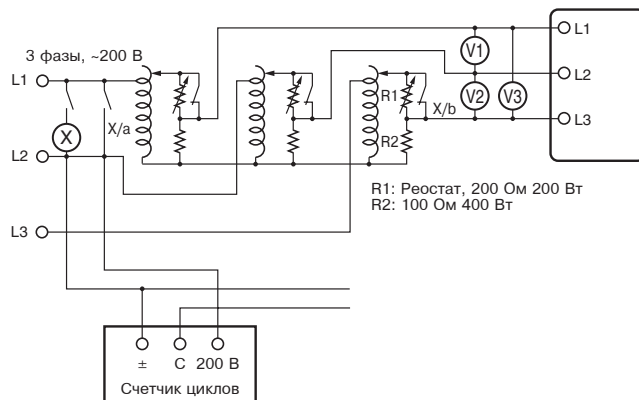 3 фазы, ~200 В
L1
L2
L3
X
X/a
R1
R2
X/b
V1
V2
V3
L1
L2
L3
R1: Реостат, 200 Ом 200 Вт
R2: 100 Ом 400 Вт
± C 200 В
Счетчик циклов